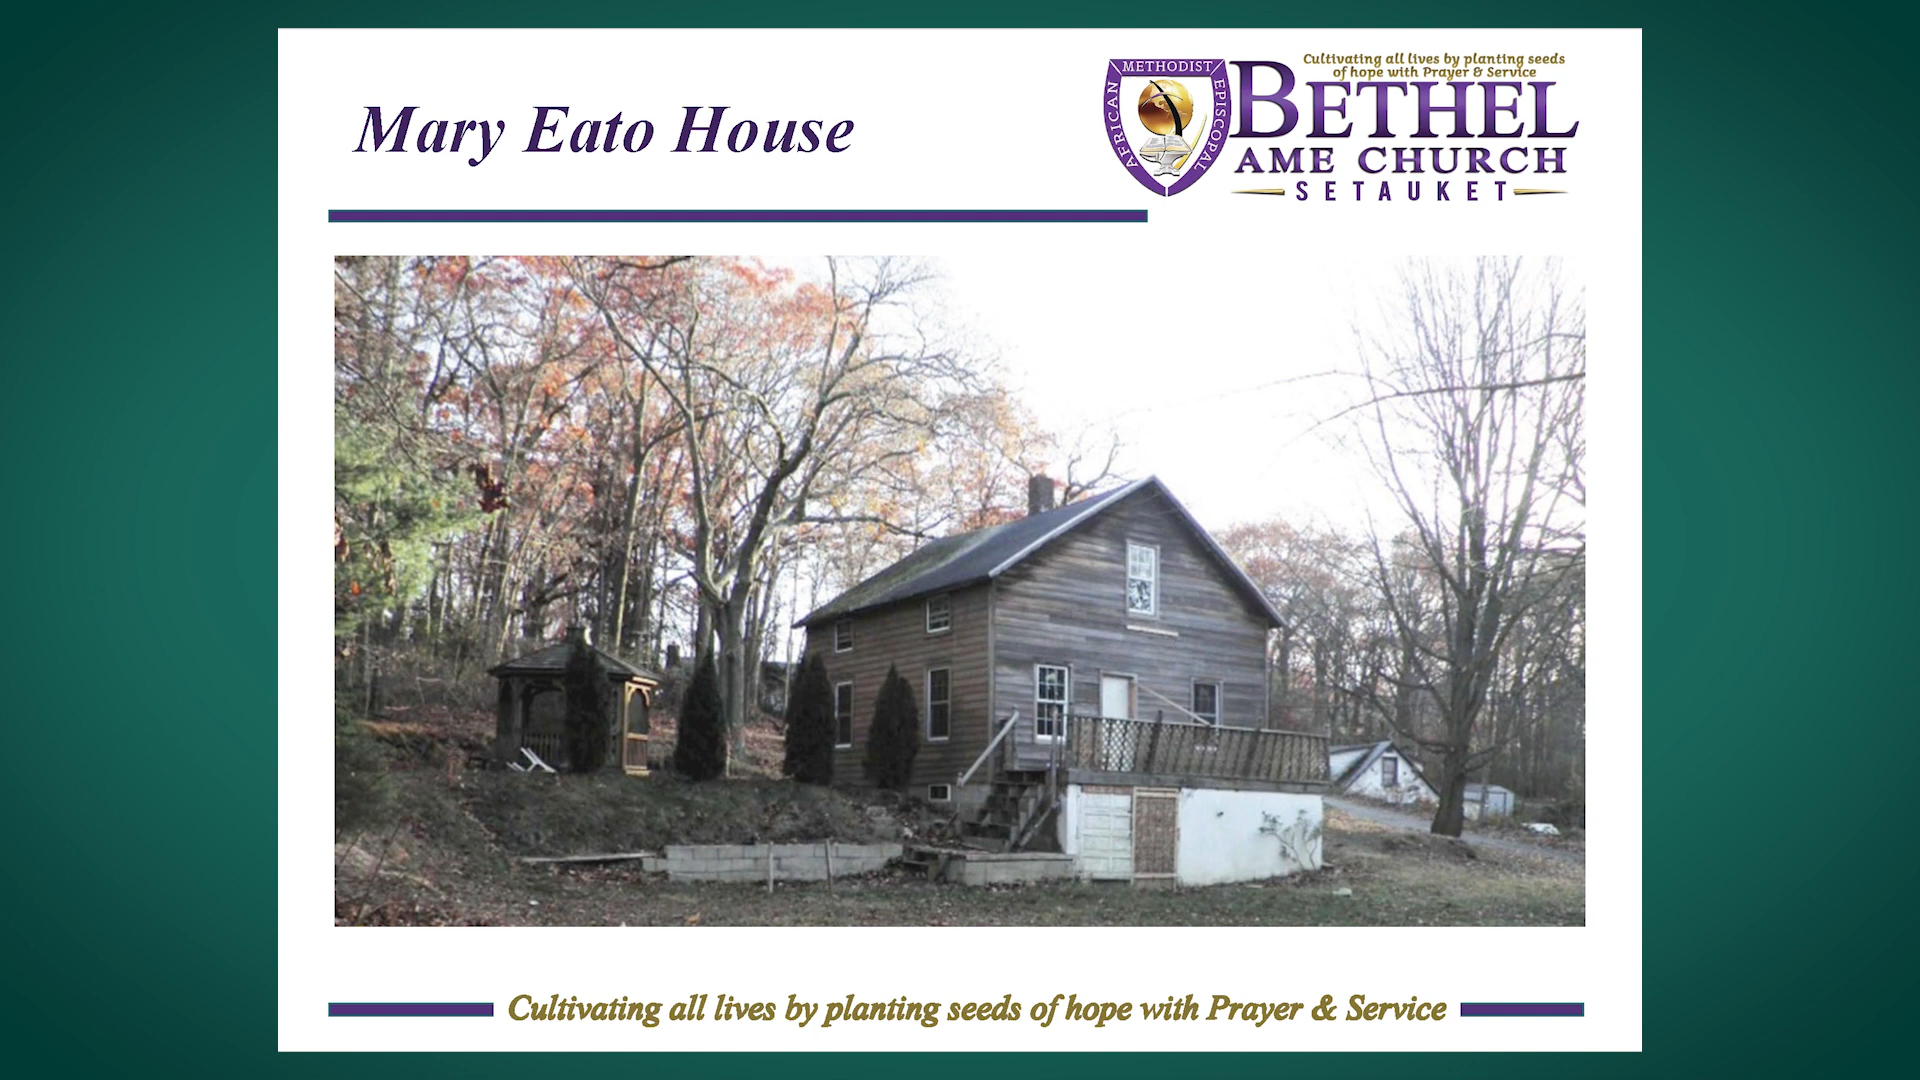 Mary Eato House
AFRICAN METHODIST EPISCOPAL
Cultivating all lives by planting seeds
of hope with Prayer & Service
BETHEL
AME CHURCH
SETAUKET
Cultivating all lives by planting seeds of hope with Prayer & Service